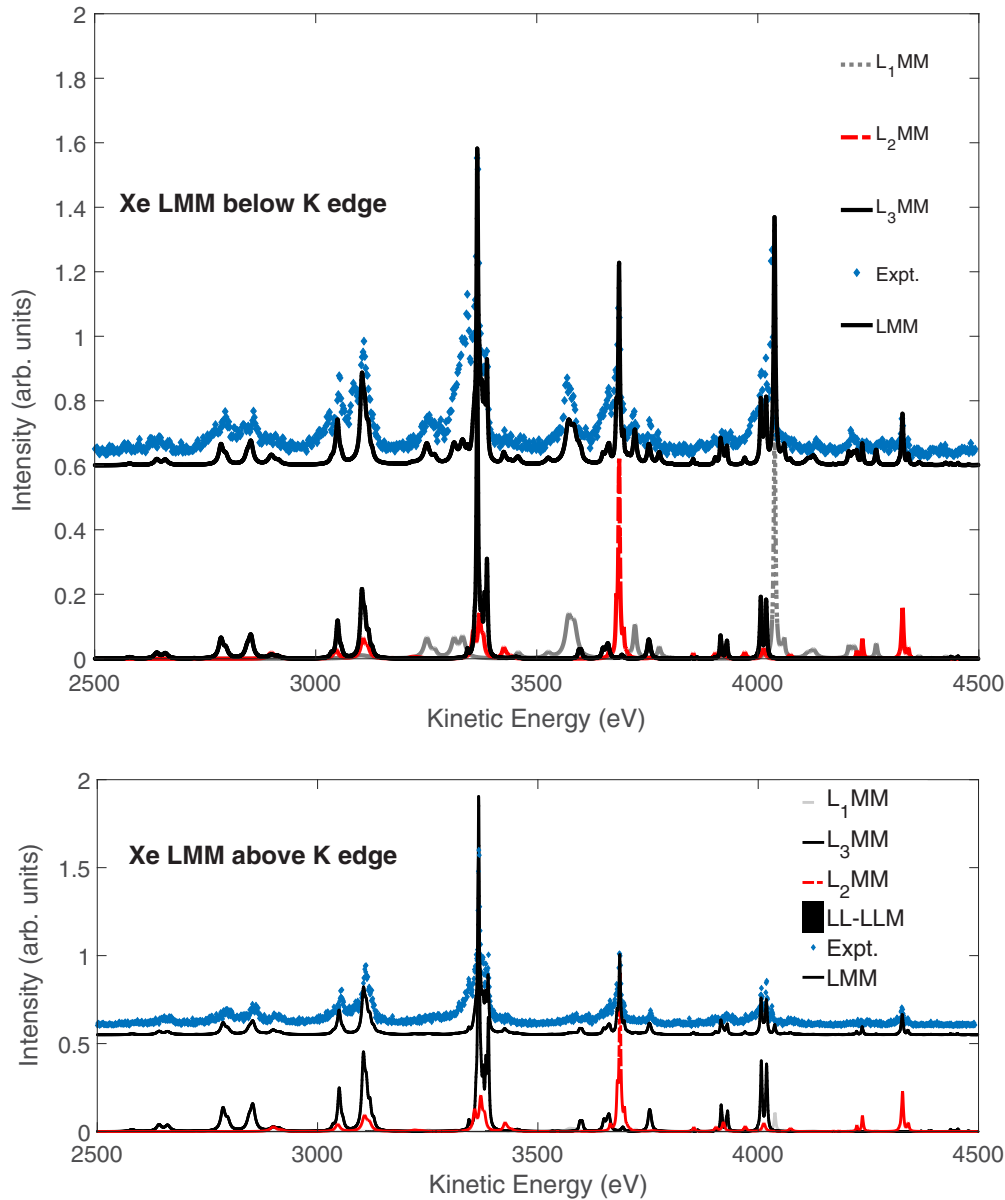 2
1.8
1.6
1.4
1.2
1
0.8
0.6
0.4
0.2
0
Intensity (arb. units)
Xe LMM below K edge
L1MM
L2MM
L3MM
Expt.
LMM
2500 3000 3500 4000 4500
Kinetic Energy (eV)
2
1.5
1
0.5
0
Intensity (arb. units)
Xe LMM above K edge
L1MM
L3MM
L2MM
LL-LLM
Expt.
LMM
2500 3000 3500 4000 4500
Kinetic Energy (eV)